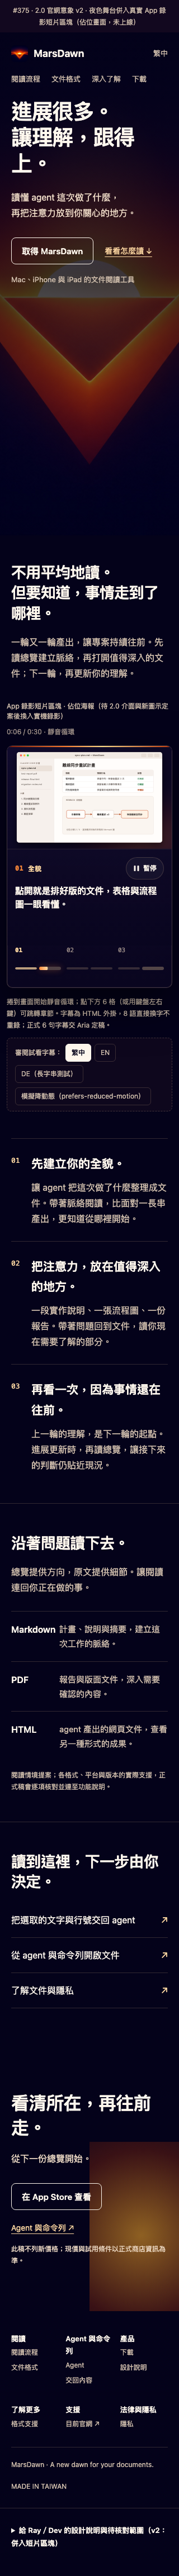 #375 · 2.0 官網意象 v2 · 夜色舞台併入真實 App 錄
影短片區塊（佔位畫面，未上線）
MarsDawn
繁中
閱讀流程 文件格式 深入了解 下載
進展很多。
讓理解，跟得
上。
讀懂 agent 這次做了什麼，
再把注意力放到你關心的地方。
取得 MarsDawn
看看怎麼讀 ↓
Mac、iPhone 與 iPad 的文件閱讀工具
不用平均地讀。
但要知道，事情走到了
哪裡。
一輪又一輪產出，讓專案持續往前。先
讀總覽建立脈絡，再打開值得深入的文
件；下一輪，再更新你的理解。
App 錄影短片區塊 · 佔位海報（待 2.0 介面與新圖示定
案後換入實機錄影）
0:06 / 0:30 · 靜音循環
01 全貌
暫停
點開就是排好版的文件，表格與流程
圖一眼看懂。
01
02
03
捲到畫面開始靜音循環；點下方 6 格（或用鍵盤左右
鍵）可跳轉章節。字幕為 HTML 外掛，8 語直接換字不
重錄；正式 6 句字幕交 Aria 定稿。
審閱試看字幕：
繁中
EN
DE（長字串測試）
模擬降動態（prefers-reduced-motion）
01
先建立你的全貌。
讓 agent 把這次做了什麼整理成文
件。帶著脈絡閱讀，比面對一長串
產出，更知道從哪裡開始。
02
把注意力，放在值得深入
的地方。
一段實作說明、一張流程圖、一份
報告。帶著問題回到文件，讀你現
在需要了解的部分。
03
再看一次，因為事情還在
往前。
上一輪的理解，是下一輪的起點。
進展更新時，再讀總覽，讓接下來
的判斷仍貼近現況。
沿著問題讀下去。
總覽提供方向，原文提供細節。讓閱讀
連回你正在做的事。
Markdown
計畫、說明與摘要，建立這
次工作的脈絡。
PDF
報告與版面文件，深入需要
確認的內容。
HTML
agent 產出的網頁文件，查看
另一種形式的成果。
閱讀情境提案；各格式、平台與版本的實際支援，正
式稿會逐項核對並連至功能說明。
讀到這裡，下一步由你
決定。
把選取的文字與行號交回 agent ↗
從 agent 與命令列開啟文件 ↗
了解文件與隱私 ↗
看清所在，再往前
走。
從下一份總覽開始。
在 App Store 查看
Agent 與命令列 ↗
此稿不列新價格；現價與試用條件以正式商店資訊為
準。
閱讀
閱讀流程
文件格式
Agent 與命令
列
Agent
交回內容
產品
下載
設計說明
了解更多
格式支援
支援
目前官網 ↗
法律與隱私
隱私
MarsDawn · A new dawn for your documents.
MADE IN TAIWAN
▸ 給 Ray / Dev 的設計說明與待核對範圍（v2：
併入短片區塊）